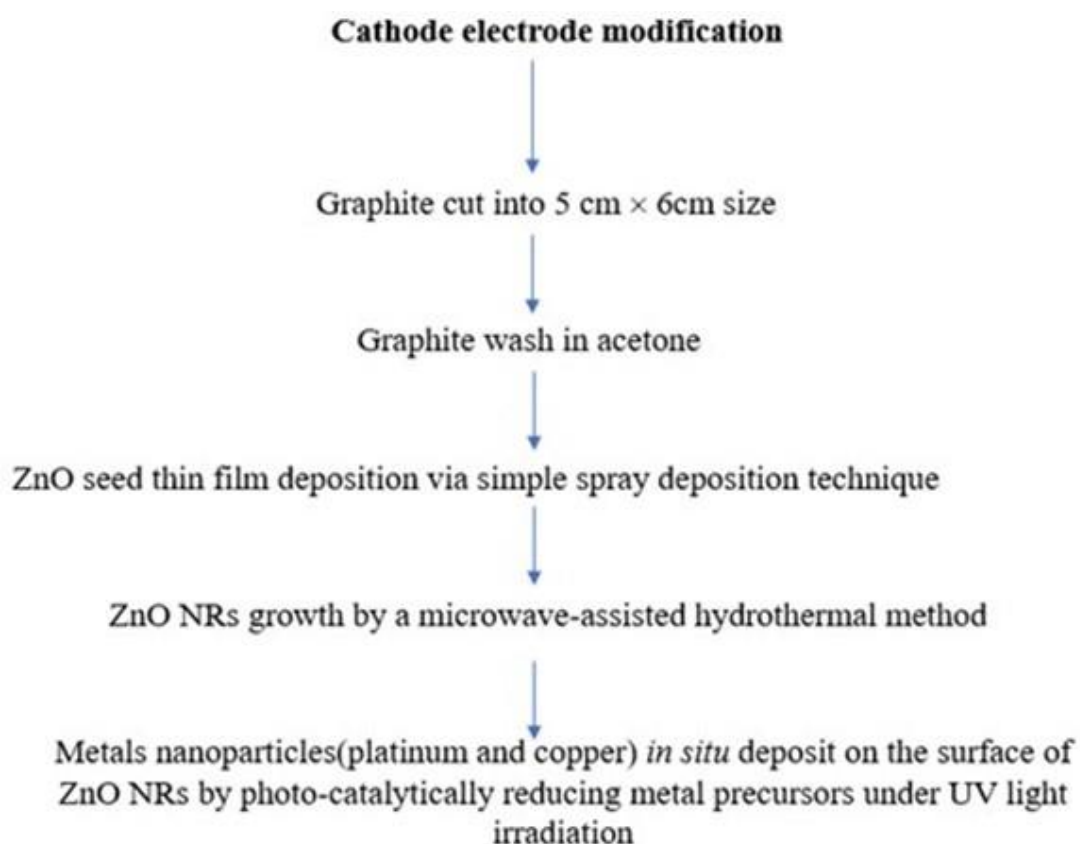 Cathode electrode modification
Graphite cut into 5 cm × 6cm size
Graphite wash in acetone
ZnO seed thin film deposition via simple spray deposition technique
ZnO NRs growth by a microwave-assisted hydrothermal method
Metals nanoparticles(platinum and copper) in situ deposit on the surface of
ZnO NRs by photo-catalytically reducing metal precursors under UV light
irradiation